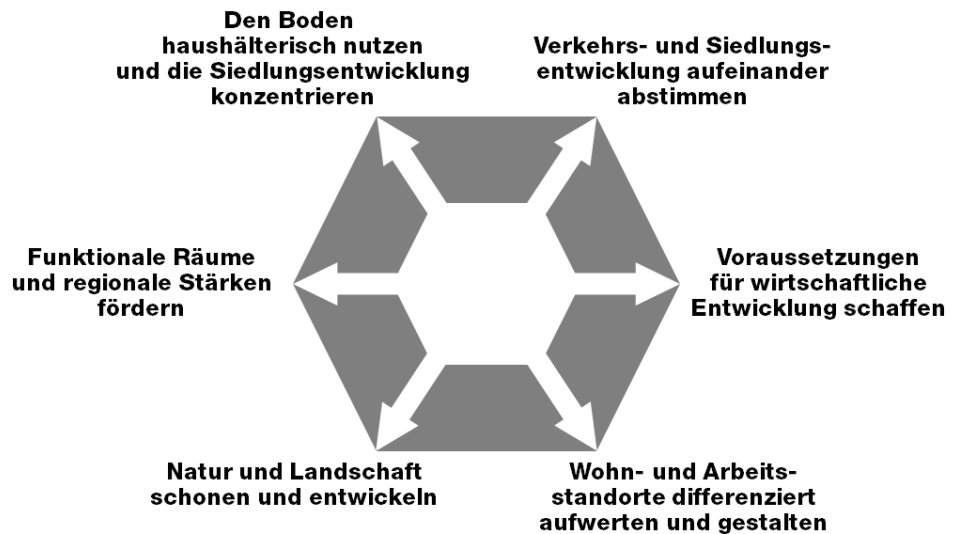 Den Boden
haushälterisch nutzen
und die Siedlungsentwicklung
konzentrieren
Verkehrs- und Siedlungs-
entwicklung aufeinander
abstimmen
Funktionale Räume
und regionale Stärken
fördern
Voraussetzungen
für wirtschaftliche
Entwicklung schaffen
Natur und Landschaft
schonen und entwickeln
Wohn- und Arbeits-
standorte differenziert
aufwerten und gestalten